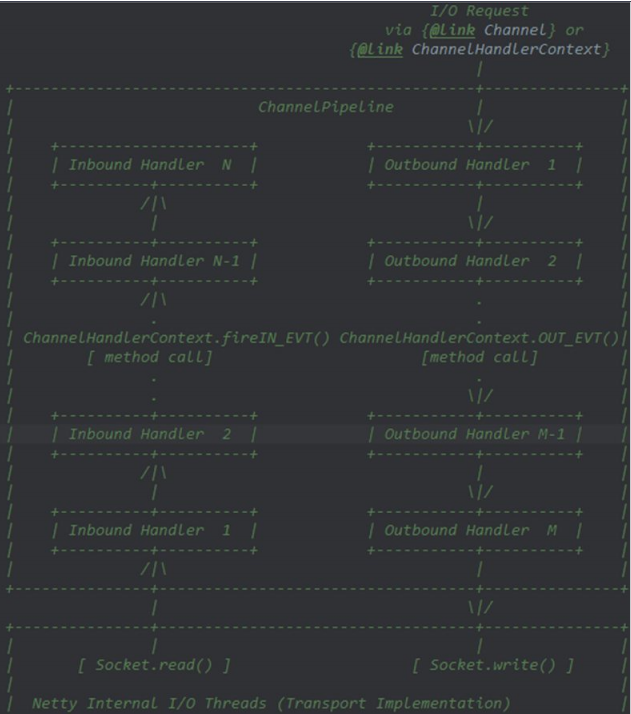 I/O Request
via {@link Channel} or
{@link ChannelHandlerContext}
ChannelPipeline
Inbound Handler N
Outbound Handler 1
Inbound Handler N-1
Outbound Handler 2
ChannelHandlerContext.fireIN_EVT() ChannelHandlerContext.OUT_EVT()
[ method call]
[method call]
Inbound Handler 2
Outbound Handler M-1
Inbound Handler 1
Outbound Handler M
[ Socket.read() ]
[ Socket.write() ]
Netty Internal I/O Threads (Transport Implementation)